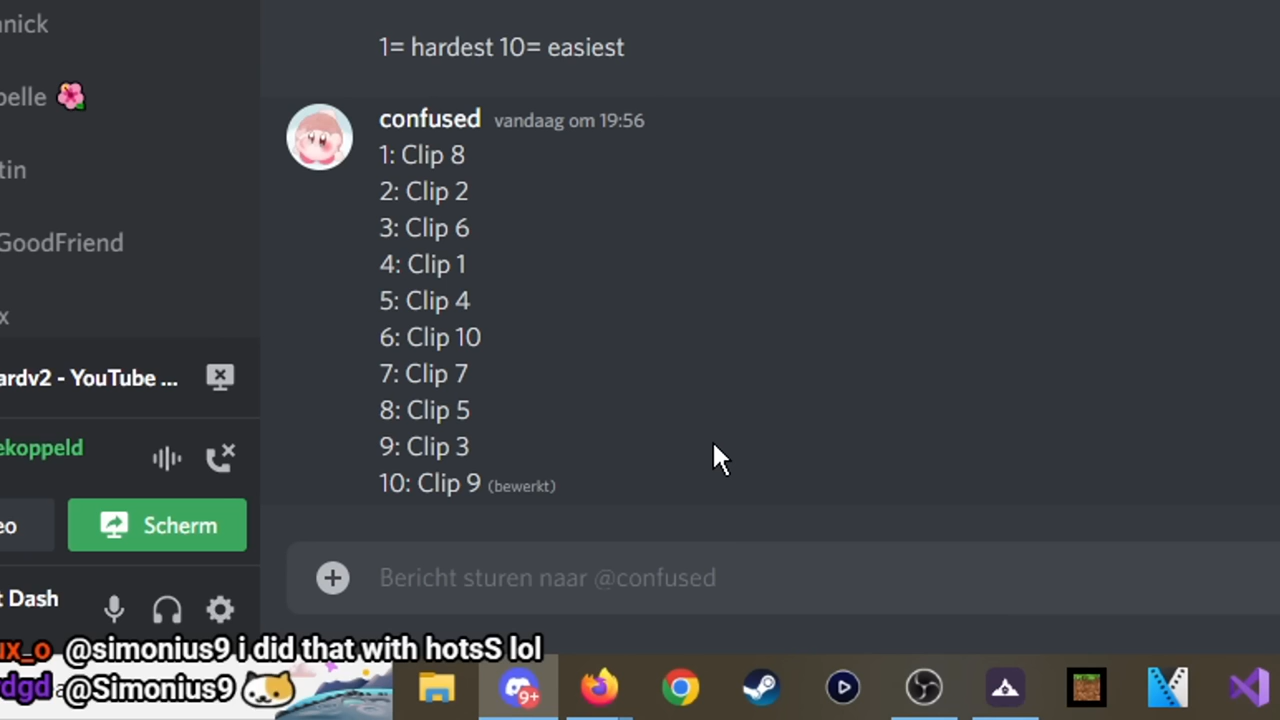 nnick
1= hardest 10= easiest
pelle
confused vandaag om 19:56
1: Clip 8
tin
2: Clip 2
3: Clip 6
GoodFriend
4: Clip 1
5: Clip 4
x
6: Clip 10
ardv2 - YouTube ...
7: Clip 7
8: Clip 5
ekoppeld
9: Clip 3
10: Clip 9 (bewerkt)
eo
Scherm
Bericht sturen naar @confused
t Dash
ux_o @simonius9 i did that with hotsS lol
rdgd @Simonius9
9+